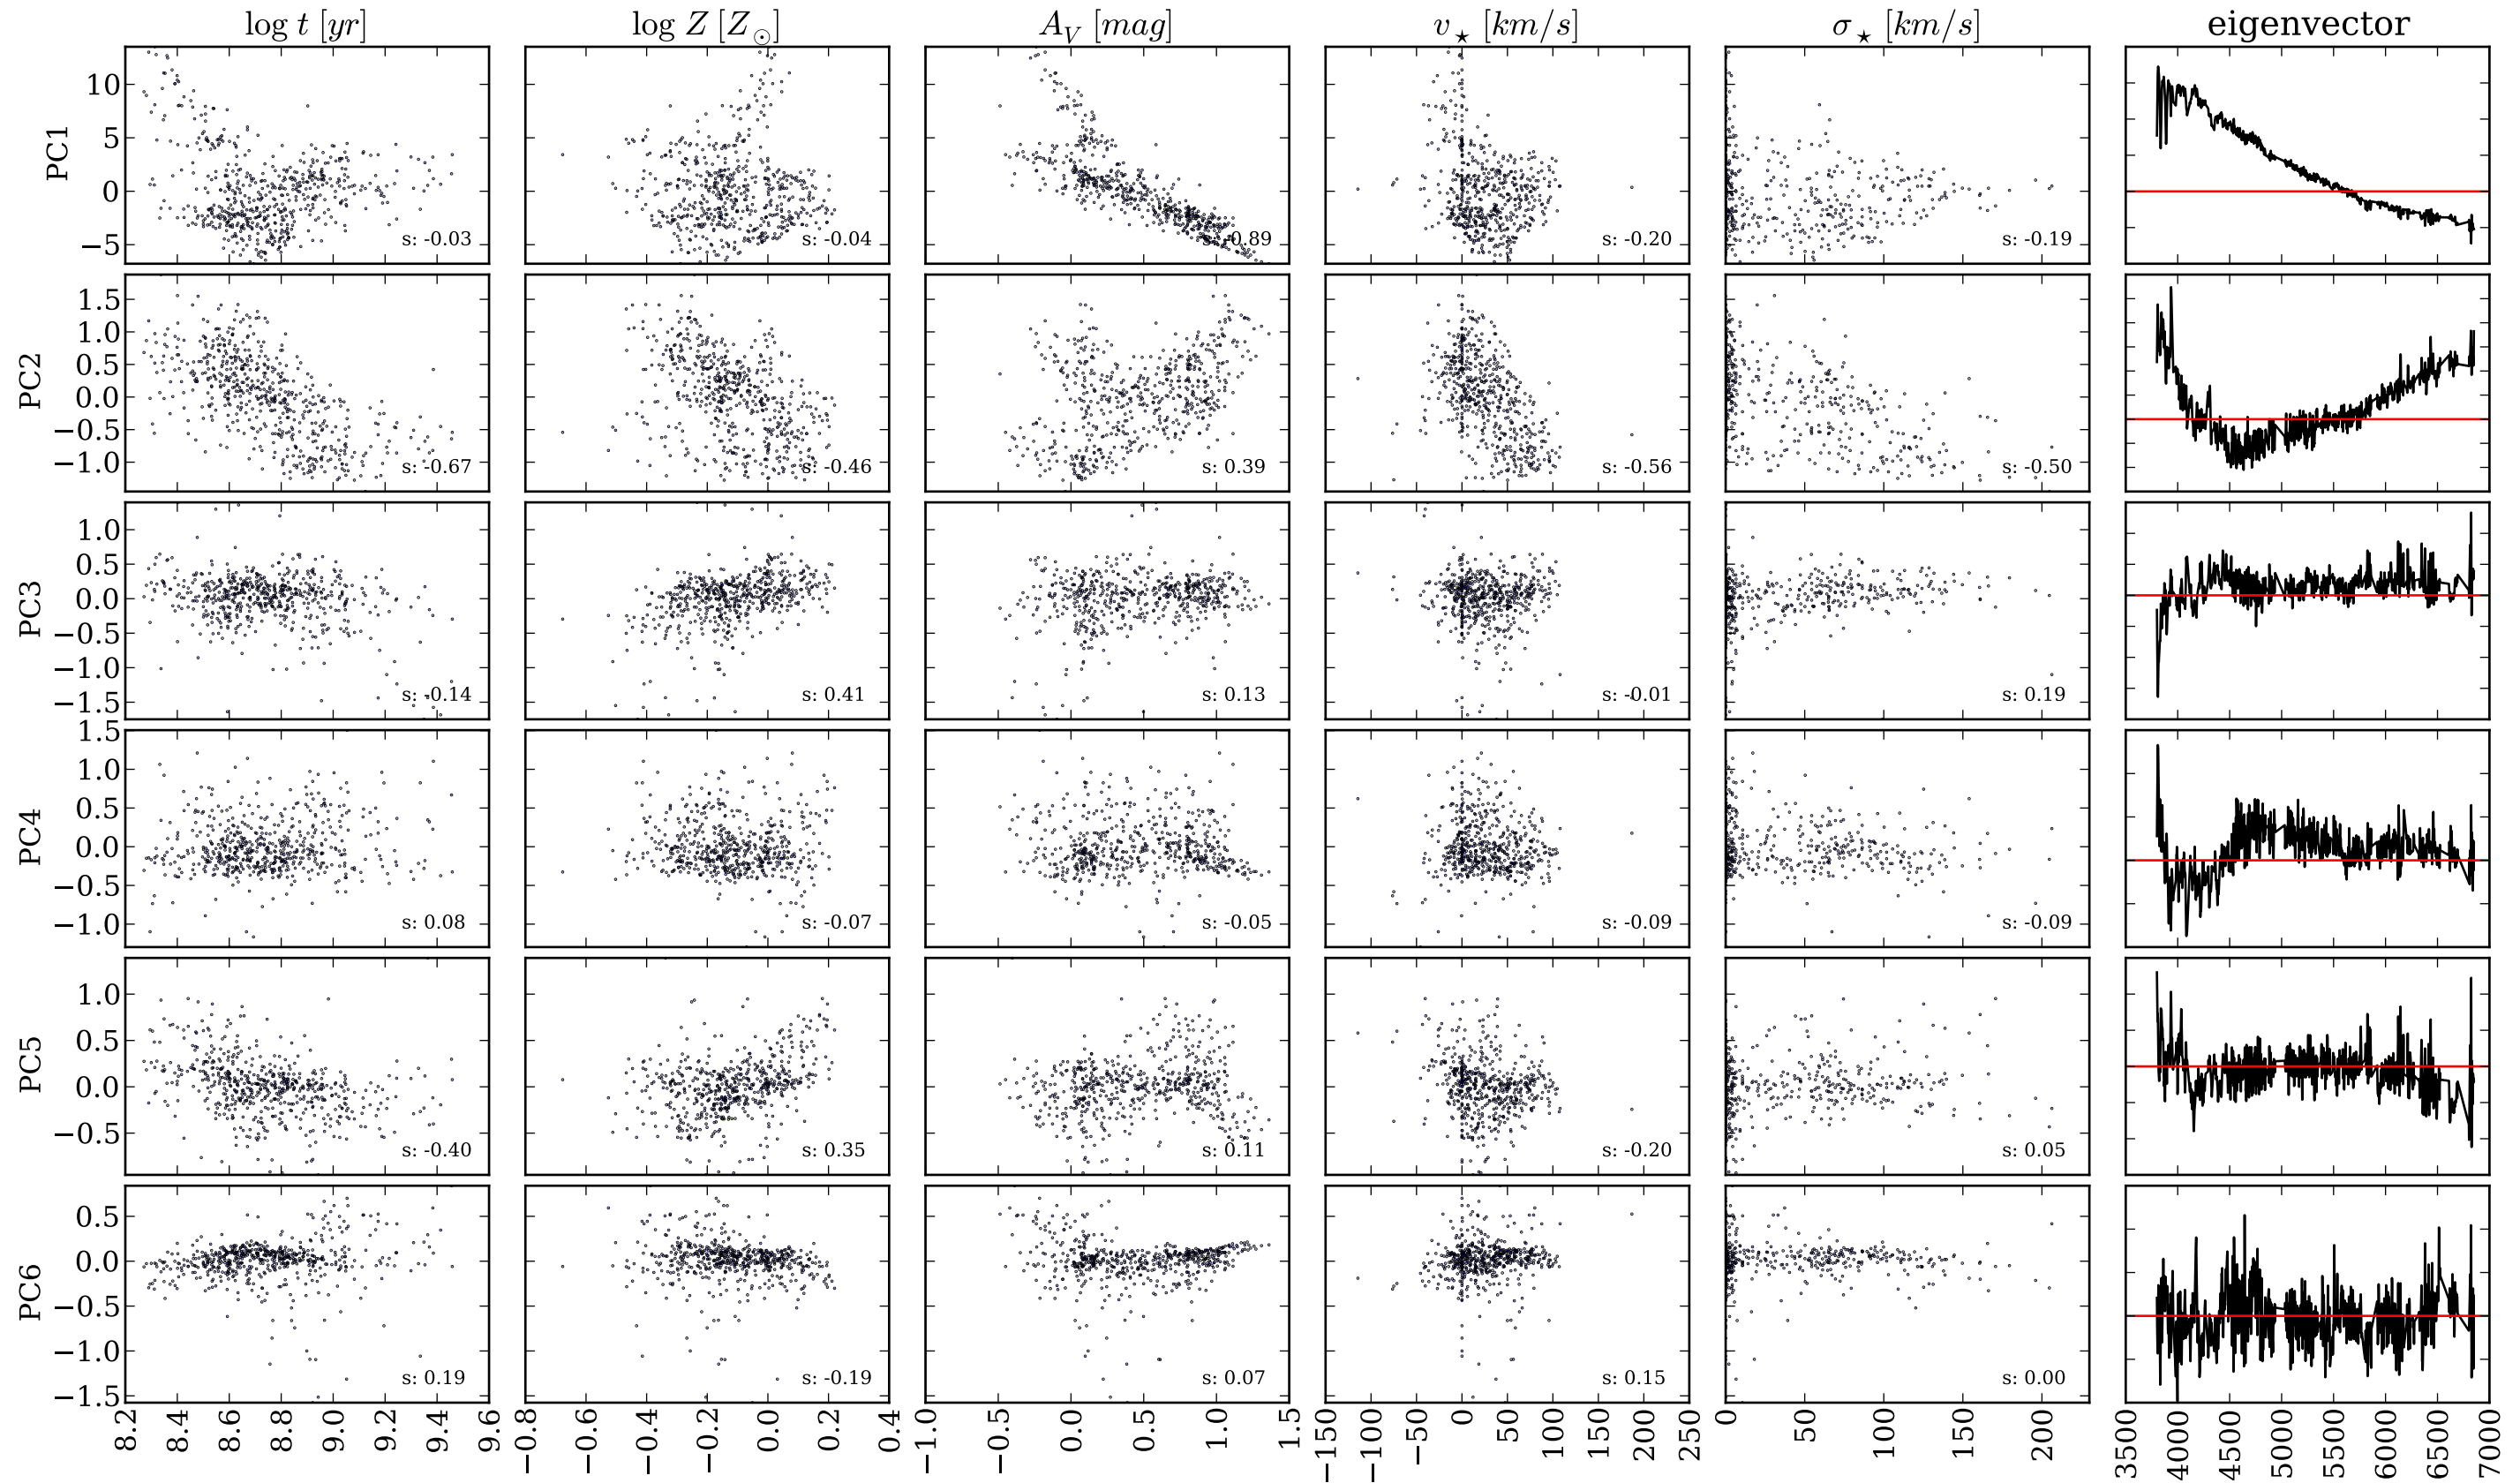 log t [yr] log Z [Z⊙] A_V [mag] v⋆ [km/s] σ⋆ [km/s] eigenvector
PC1
10
5
0
−5
s: -0.03 s: -0.04 s: -0.89 s: -0.20 s: -0.19
PC2
1.5
1.0
0.5
0.0
−0.5
−1.0
s: -0.67 s: -0.46 s: 0.39 s: -0.56 s: -0.50
PC3
1.0
0.5
0.0
−0.5
−1.0
−1.5
s: -0.14 s: 0.41 s: 0.13 s: -0.01 s: 0.19
PC4
1.5
1.0
0.5
0.0
−0.5
−1.0
s: 0.08 s: -0.07 s: -0.05 s: -0.09 s: -0.09
PC5
1.0
0.5
0.0
−0.5
s: -0.40 s: 0.35 s: 0.11 s: -0.20 s: 0.05
PC6
0.5
0.0
−0.5
−1.0
−1.5
s: 0.19 s: -0.19 s: 0.07 s: 0.15 s: 0.00
8.2 8.4 8.6 8.8 9.0 9.2 9.4 9.6 −0.8 −0.6 −0.4 −0.2 0.0 0.2 0.4 −1.0 −0.5 0.0 0.5 1.0 1.5 −150 −100 −50 0 50 100 150 200 250 0 50 100 150 200 3500 4000 4500 5000 5500 6000 6500 7000